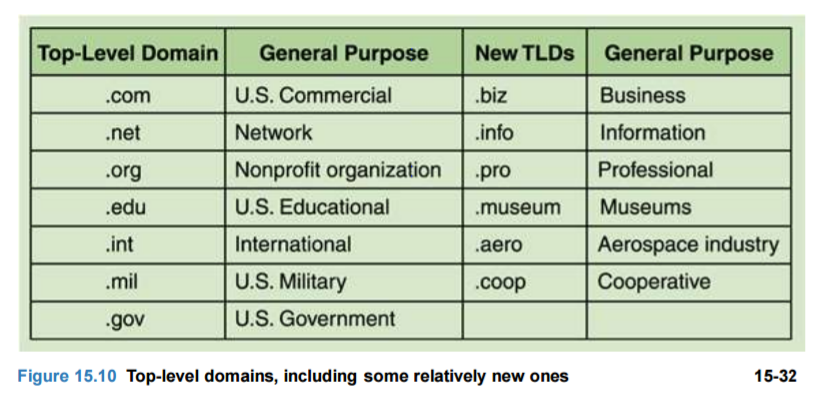 Top-Level Domain General Purpose New TLDs General Purpose
.com U.S. Commercial .biz Business
.net Network .info Information
.org Nonprofit organization .pro Professional
.edu U.S. Educational .museum Museums
.int International .aero Aerospace industry
.mil U.S. Military .coop Cooperative
.gov U.S. Government
Figure 15.10 Top-level domains, including some relatively new ones 15-32